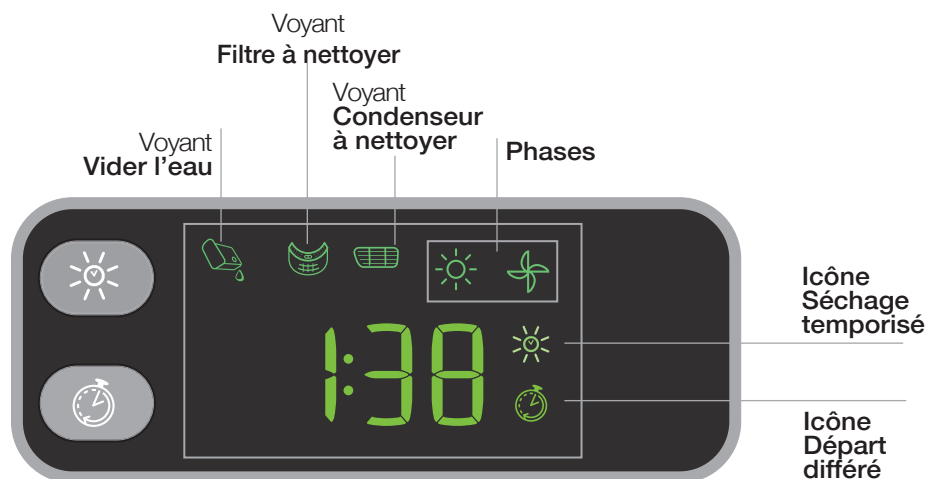 Voyant
Filtre à nettoyer
Voyant
Condenseur
à nettoyer
Voyant
Vider l’eau
Phases
1:38
Icône
Séchage
temporisé
Icône
Départ
différé